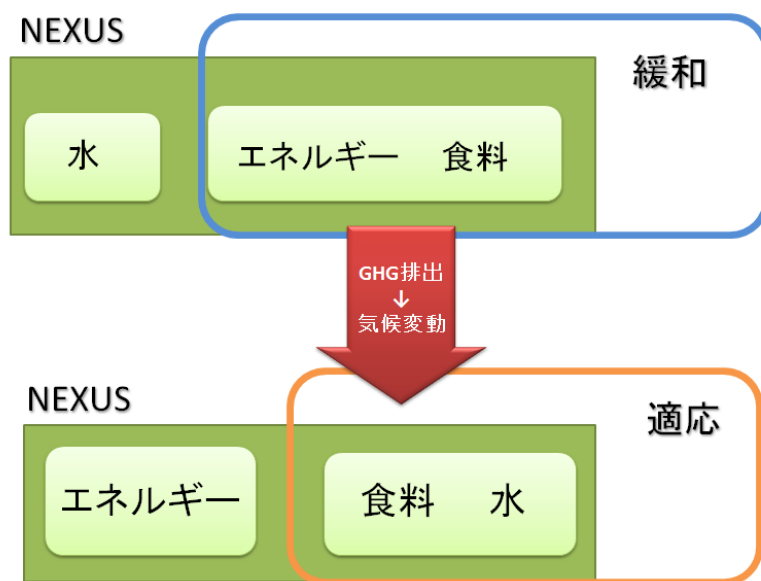 NEXUS
緩和
水
エネルギー 食料
GHG排出
↓
気候変動
NEXUS
適応
エネルギー
食料 水